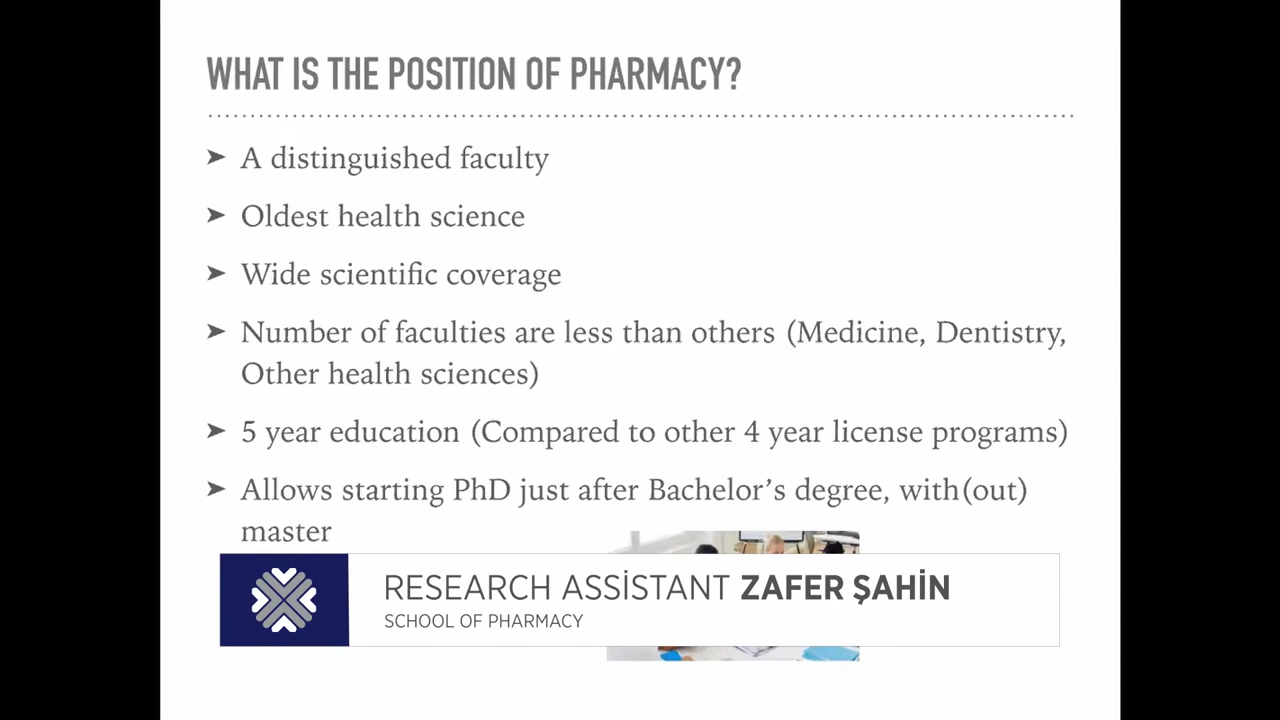 WHAT IS THE POSITION OF PHARMACY?
➤ A distinguished faculty
➤ Oldest health science
➤ Wide scientific coverage
➤ Number of faculties are less than others (Medicine, Dentistry,
Other health sciences)
➤ 5 year education (Compared to other 4 year license programs)
➤ Allows starting PhD just after Bachelor’s degree, with(out)
master
RESEARCH ASSİSTANT ZAFER ŞAHİN
SCHOOL OF PHARMACY